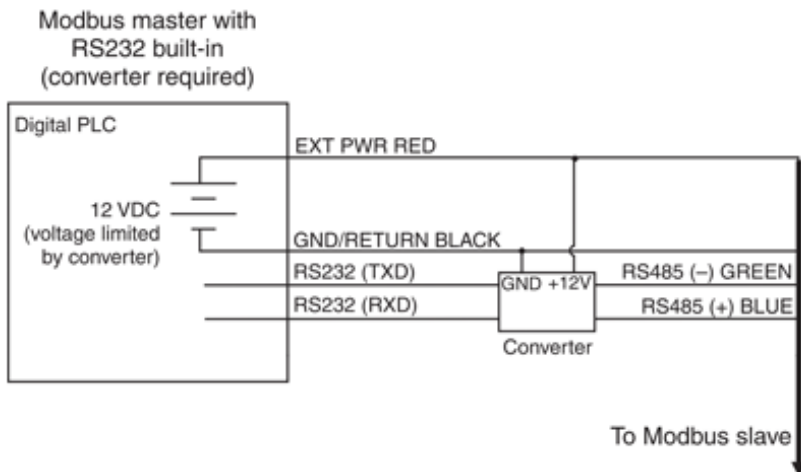 Modbus master with
RS232 built-in
(converter required)
Digital PLC
EXT PWR RED
12 VDC
(voltage limited
by converter)
GND/RETURN BLACK
RS232 (TXD)
GND +12V
RS485 (–) GREEN
RS232 (RXD)
RS485 (+) BLUE
Converter
To Modbus slave